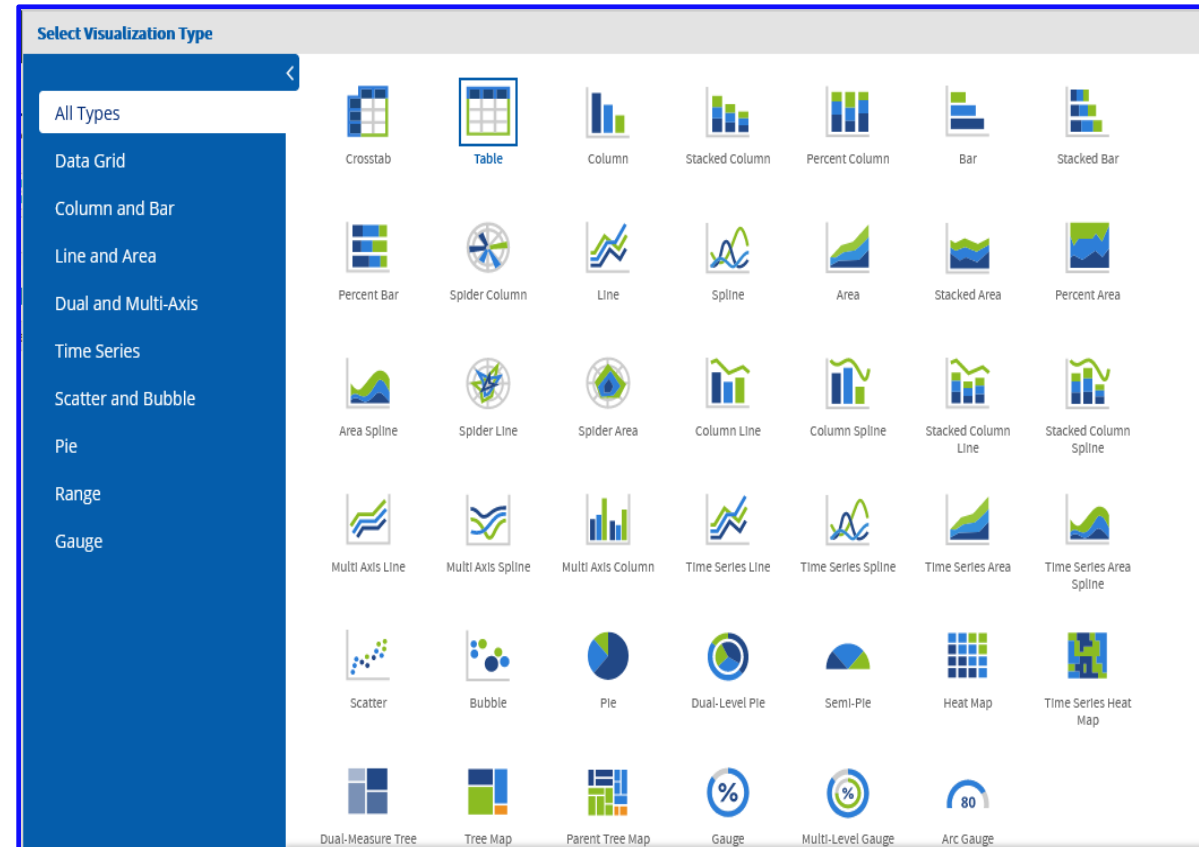 Select Visualization Type
All Types
Data Grid
Column and Bar
Line and Area
Dual and Multi-Axis
Time Series
Scatter and Bubble
Pie
Range
Gauge
Crosstab
Table
Column
Stacked Column
Percent Column
Bar
Stacked Bar
Percent Bar
Spider Column
Line
Spline
Area
Stacked Area
Percent Area
Area Spline
Spider Line
Spider Area
Column Line
Column Spline
Stacked Column
Line
Stacked Column
Spline
Multi Axis Line
Multi Axis Spline
Multi Axis Column
Time Series Line
Time Series Spline
Time Series Area
Time Series Area
Spline
Scatter
Bubble
Pie
Dual-Level Pie
Semi-Pie
Heat Map
Time Series Heat
Map
%
%
80
Dual-Measure Tree
Tree Map
Parent Tree Map
Gauge
Multi-Level Gauge
Arc Gauge